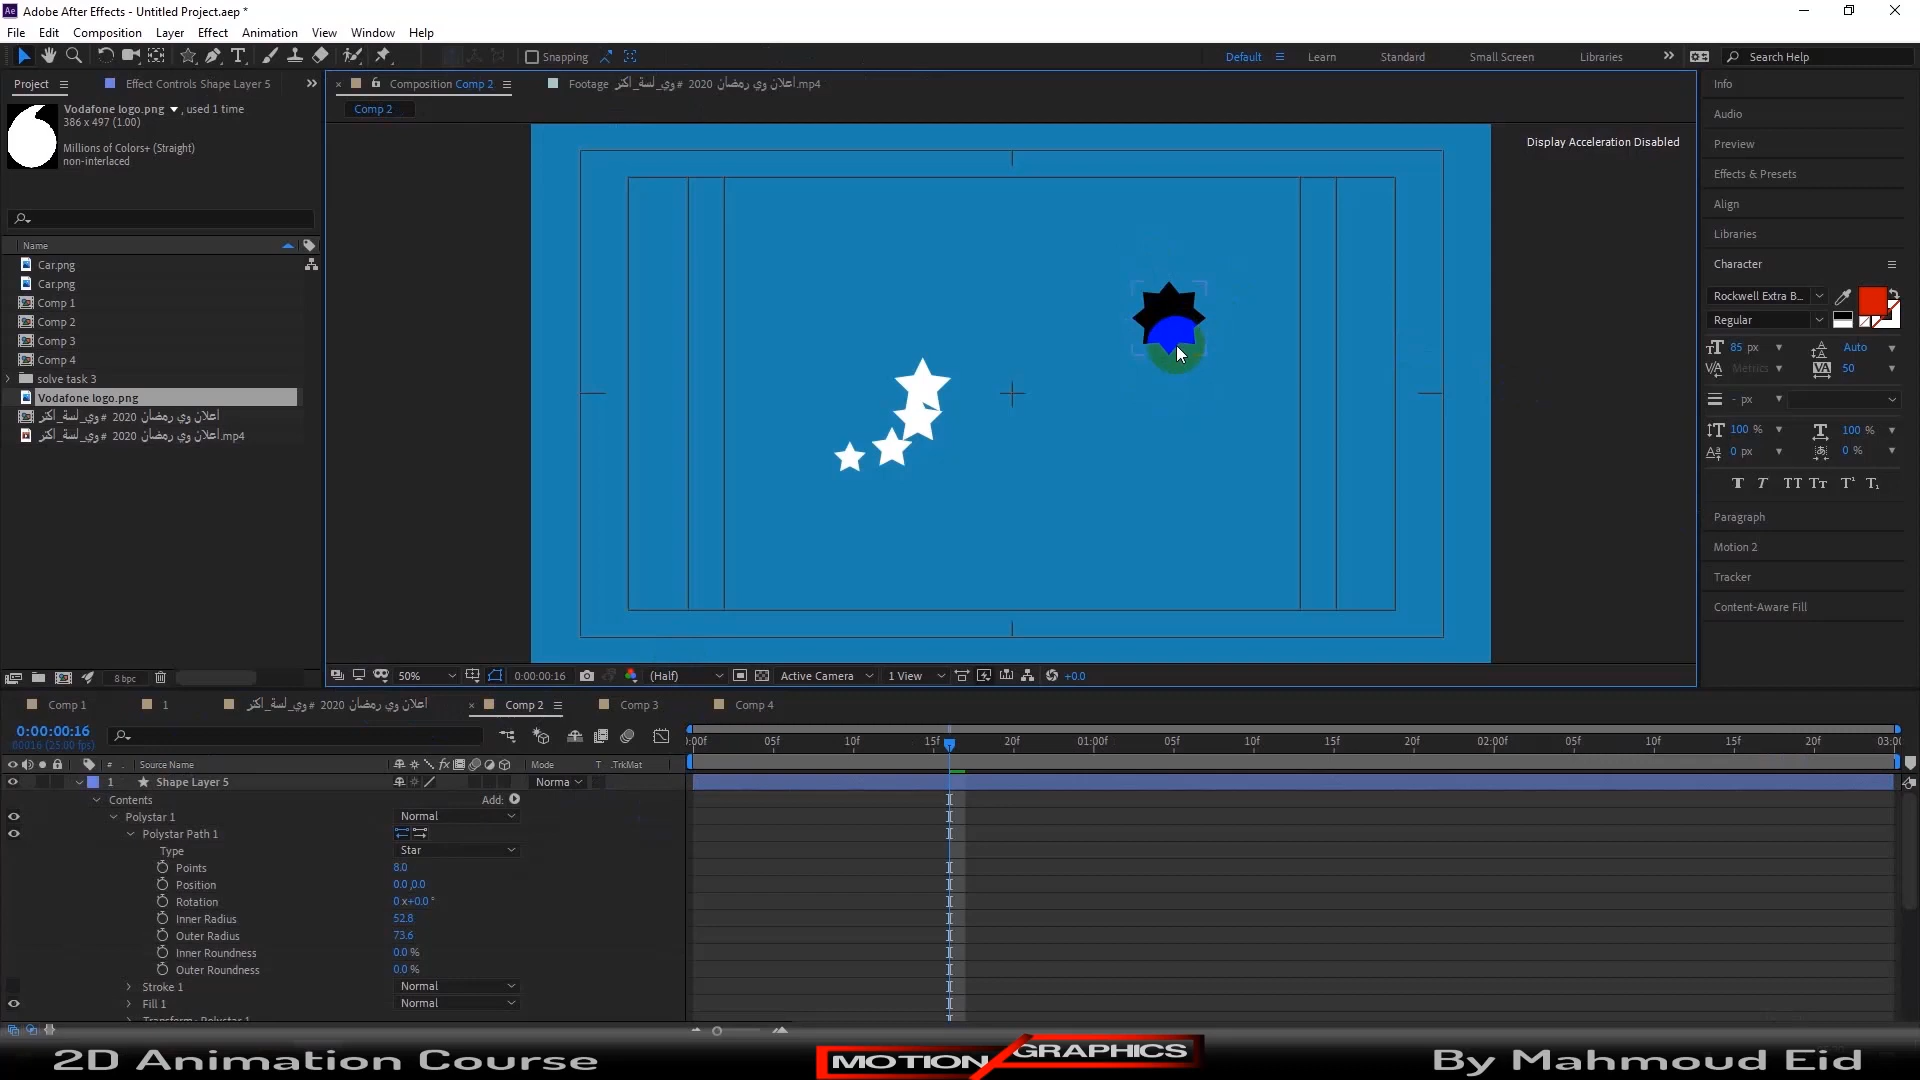 Adobe After Effects - Untitled Project.aep *
File Edit Composition Layer Effect Animation View Window Help
Snapping
Default Learn Standard Small Screen Libraries Search Help
Project Effect Controls Shape Layer 5
Composition Comp 2
Footage اعلان وي رمضان 2020 #وي_لسة_اكتر.mp4
Comp 2
Vodafone logo.png , used 1 time
386 x 497 (1.00)
Millions of Colors+ (Straight)
non-interlaced
Display Acceleration Disabled
Name
Car.png
Car.png
Comp 1
Comp 2
Comp 3
Comp 4
solve task 3
Vodafone logo.png
اعلان وي رمضان 2020 #وي_لسة_اكتر
اعلان وي رمضان 2020 #وي_لسة_اكتر.mp4
8 bpc
Info
Audio
Preview
Effects & Presets
Align
Libraries
Character
Rockwell Extra B...
Regular
85 px Auto
Metrics 50
- px
100 % 100 %
0 px 0 %
T T TT Tt T¹ T₁
Paragraph
Motion 2
Tracker
Content-Aware Fill
50% 0:00:00:16 (Half) Active Camera 1 View +0.0
Comp 1 1 اعلان وي رمضان 2020 #وي_لسة_اكتر Comp 2 Comp 3 Comp 4
0:00:00:16
00016 (25.00 fps)
:00f 05f 10f 15f 20f 01:00f 05f 10f 15f 20f 02:00f 05f 10f 15f 20f 03:00
# Source Name Mode T .TrkMat
1 Shape Layer 5 Norma
Contents Add:
Polystar 1 Normal
Polystar Path 1
Type Star
Points 8.0
Position 0.0,0.0
Rotation 0 x+0.0 °
Inner Radius 52.8
Outer Radius 73.6
Inner Roundness 0.0 %
Outer Roundness 0.0 %
Stroke 1 Normal
Fill 1 Normal
Transform: Polystar 1
2D Animation Course MOTION GRAPHICS By Mahmoud Eid